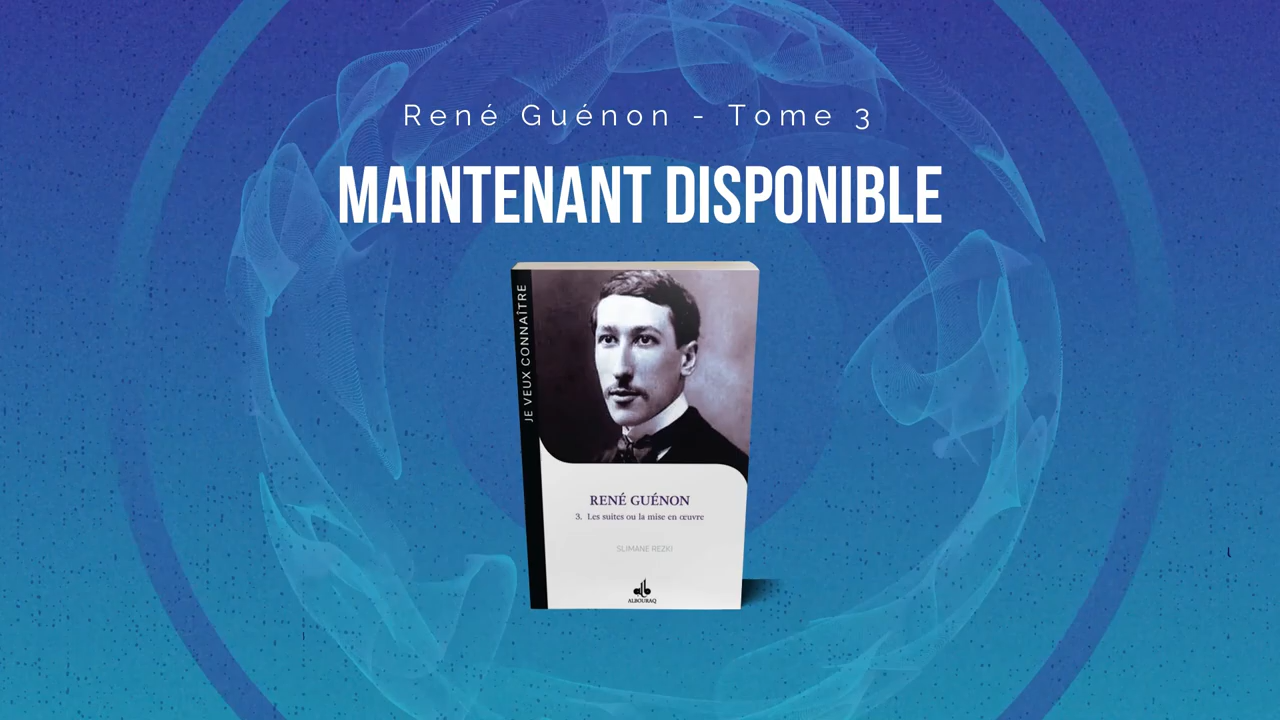 René Guénon - Tome 3
MAINTENANT DISPONIBLE
JE VEUX CONNAÎTRE
RENÉ GUÉNON
3. Les suites ou la mise en œuvre
SLIMANE REZKI
ALBOURAQ